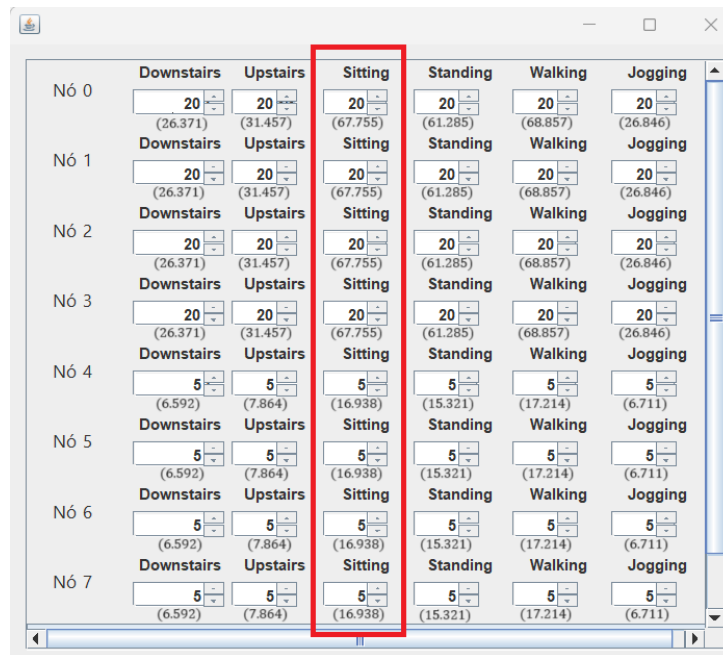 Downstairs Upstairs Sitting Standing Walking Jogging
Nó 0 20 20 20 20 20 20
(26.371) (31.457) (67.755) (61.285) (68.857) (26.846)
Downstairs Upstairs Sitting Standing Walking Jogging
Nó 1 20 20 20 20 20 20
(26.371) (31.457) (67.755) (61.285) (68.857) (26.846)
Downstairs Upstairs Sitting Standing Walking Jogging
Nó 2 20 20 20 20 20 20
(26.371) (31.457) (67.755) (61.285) (68.857) (26.846)
Downstairs Upstairs Sitting Standing Walking Jogging
Nó 3 20 20 20 20 20 20
(26.371) (31.457) (67.755) (61.285) (68.857) (26.846)
Downstairs Upstairs Sitting Standing Walking Jogging
Nó 4 5 5 5 5 5 5
(6.592) (7.864) (16.938) (15.321) (17.214) (6.711)
Downstairs Upstairs Sitting Standing Walking Jogging
Nó 5 5 5 5 5 5 5
(6.592) (7.864) (16.938) (15.321) (17.214) (6.711)
Downstairs Upstairs Sitting Standing Walking Jogging
Nó 6 5 5 5 5 5 5
(6.592) (7.864) (16.938) (15.321) (17.214) (6.711)
Downstairs Upstairs Sitting Standing Walking Jogging
Nó 7 5 5 5 5 5 5
(6.592) (7.864) (16.938) (15.321) (17.214) (6.711)